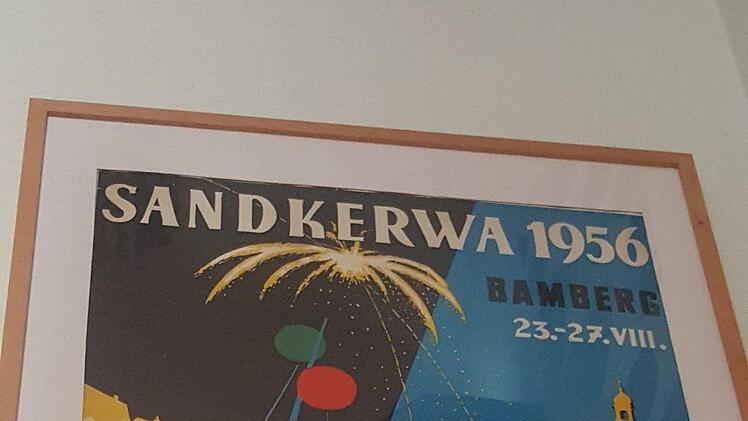 SANDKERWA 1956
BAMBERG
23.-27.VIII.